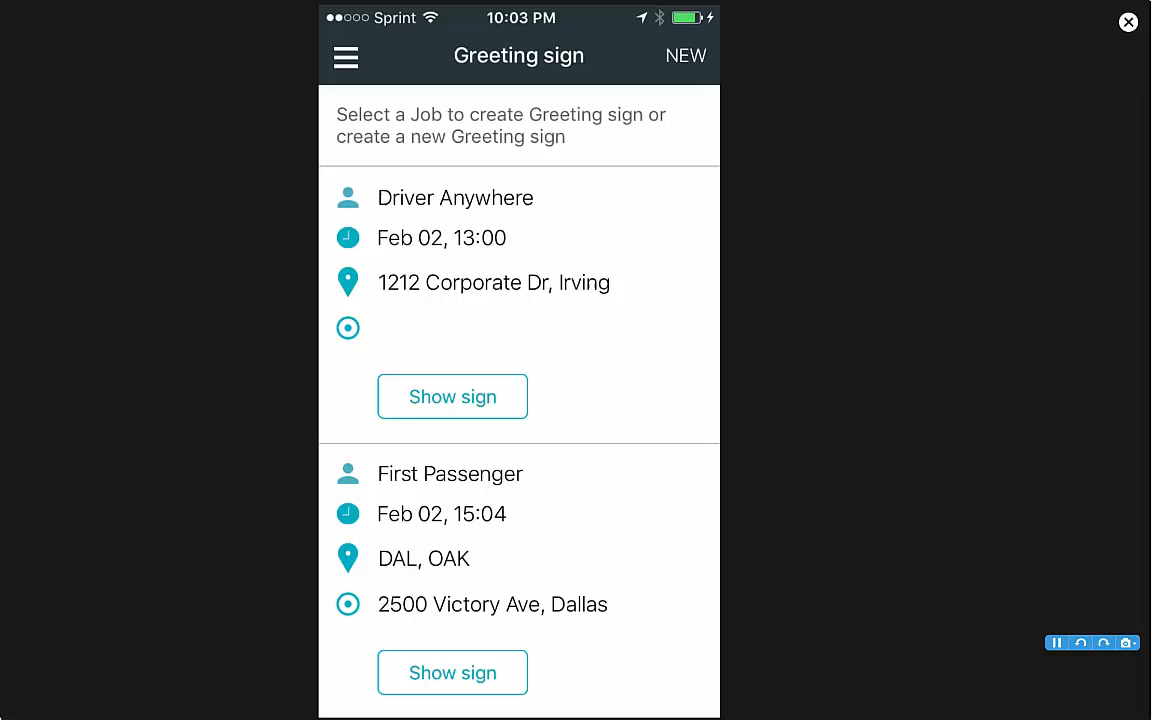 Sprint 10:03 PM
Greeting sign NEW
Select a Job to create Greeting sign or
create a new Greeting sign
Driver Anywhere
Feb 02, 13:00
1212 Corporate Dr, Irving
Show sign
First Passenger
Feb 02, 15:04
DAL, OAK
2500 Victory Ave, Dallas
Show sign